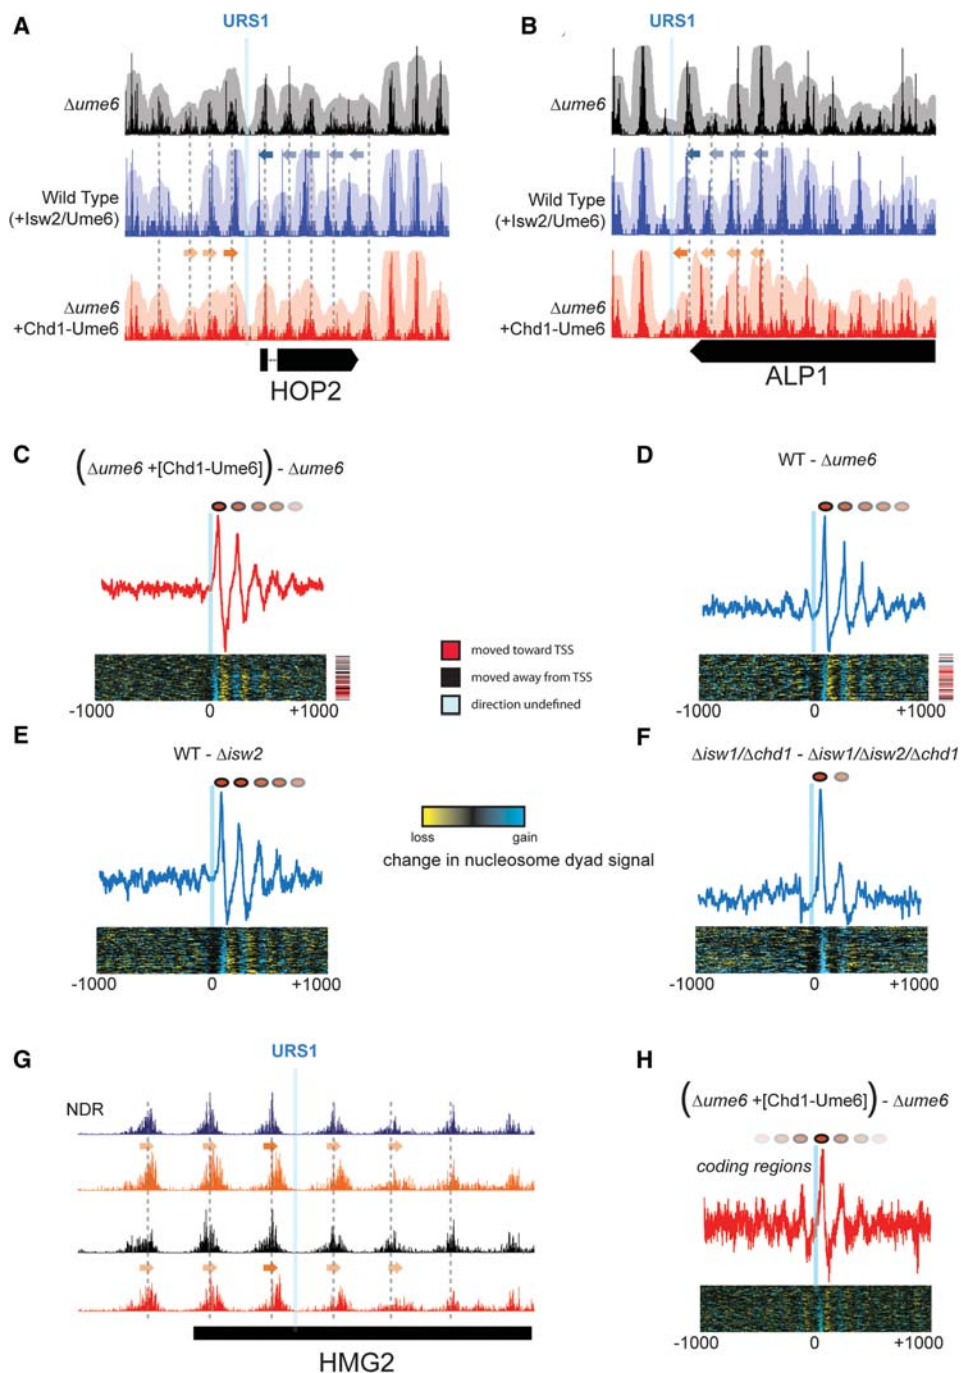 A
URS1
Δume6
Wild Type
(+Isw2/Ume6)
Δume6
+Chd1-Ume6
HOP2
B
URS1
Δume6
Wild Type
(+Isw2/Ume6)
Δume6
+Chd1-Ume6
ALP1
C
(Δume6 +[Chd1-Ume6]) - Δume6
-1000 0 +1000
D
WT - Δume6
-1000 0 +1000
moved toward TSS
moved away from TSS
direction undefined
E
WT - Δisw2
-1000 0 +1000
loss gain
change in nucleosome dyad signal
F
Δisw1/Δchd1 - Δisw1/Δisw2/Δchd1
-1000 0 +1000
G
URS1
NDR
HMG2
H
(Δume6 +[Chd1-Ume6]) - Δume6
coding regions
-1000 0 +1000